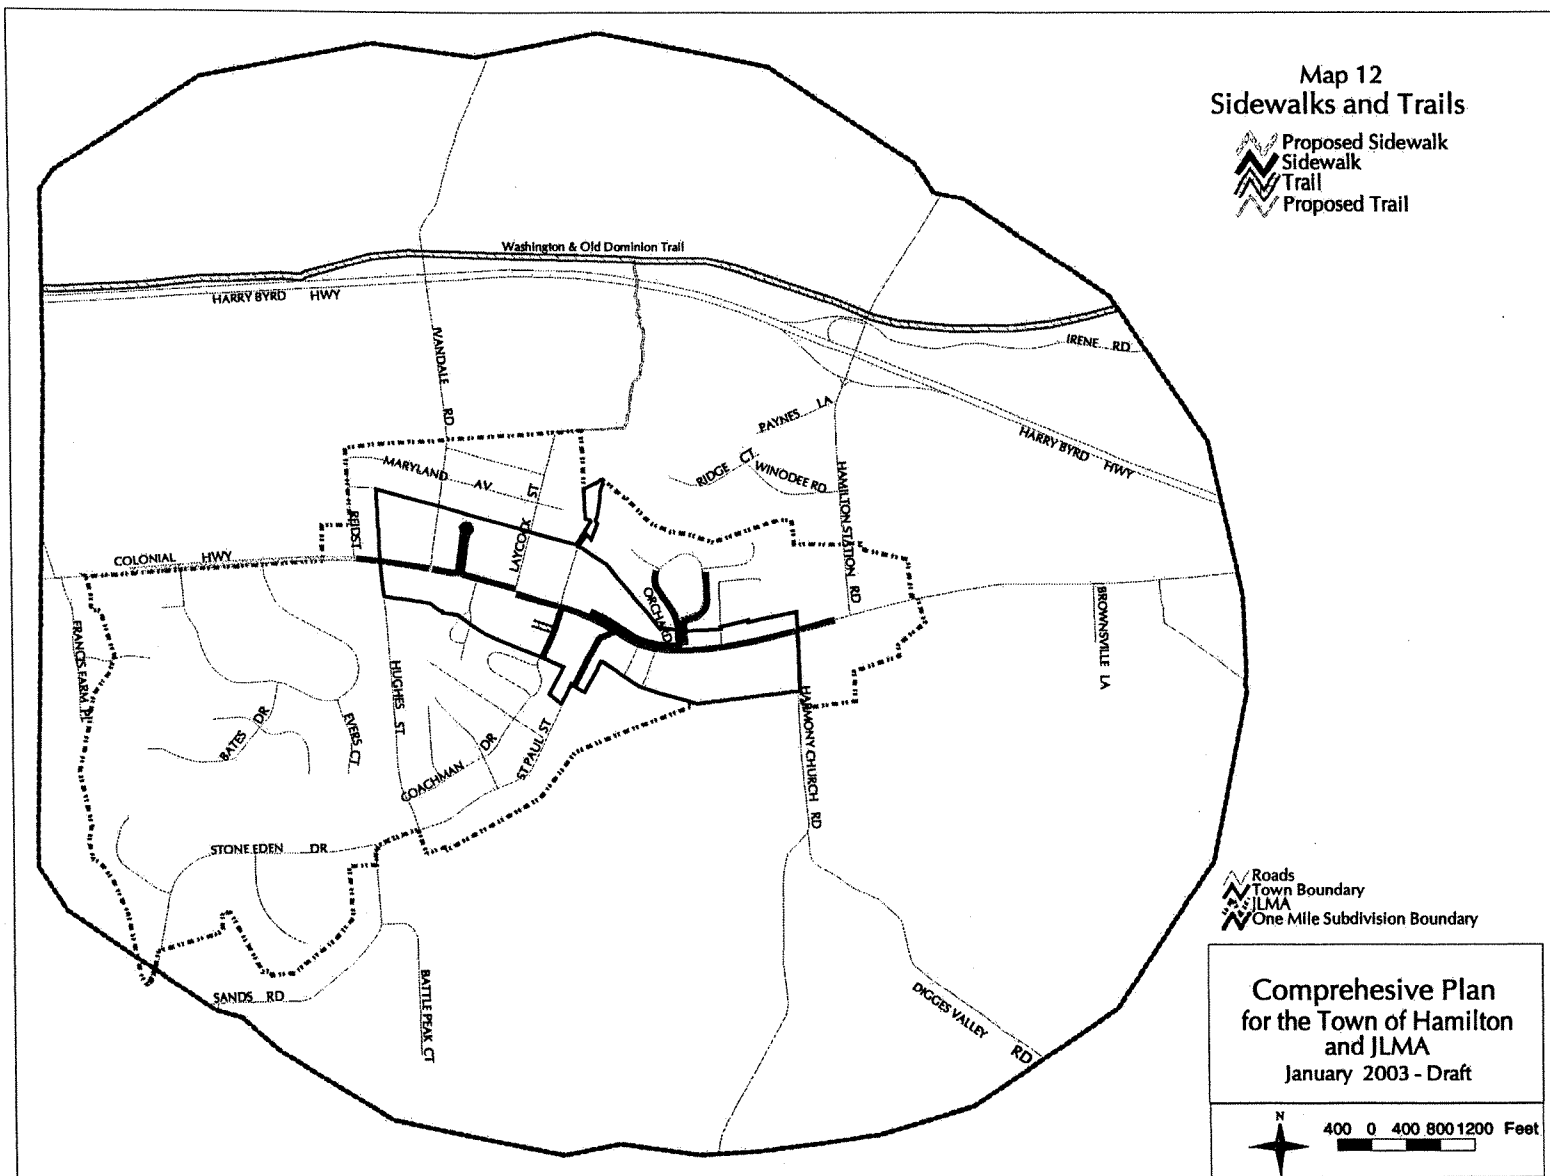 Map 12
Sidewalks and Trails
Proposed Sidewalk
Sidewalk
Trail
Proposed Trail
Washington & Old Dominion Trail
HARRY BYRD HWY
IVANDALE RD
IRENE RD
PAYNES LA
HARRY BYRD HWY
RIDGE CT
WINODEE RD
MARYLAND AV
LAYCOCK ST
HAMILTON STATION RD
REID ST
COLONIAL HWY
ORCHARD
BROWNSVILLE LA
FRANCIS FARM PL
HUGHES ST
BATES DR
EVERS CT
COACHMAN DR
ST PAUL ST
HARMONY CHURCH RD
STONE EDEN DR
SANDS RD
BATTLE PEAK CT
DIGGES VALLEY RD
Roads
Town Boundary
JLMA
One Mile Subdivision Boundary
Comprehesive Plan
for the Town of Hamilton
and JLMA
January 2003 - Draft
N
400 0 400 800 1200 Feet